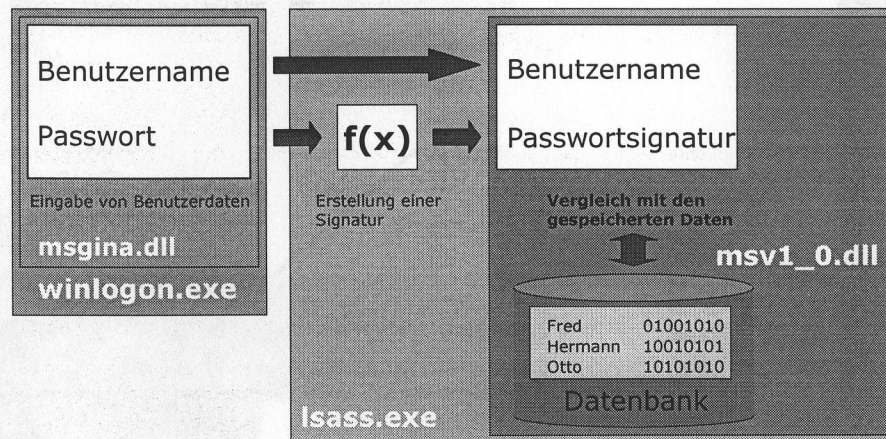 Benutzername
Passwort
Eingabe von Benutzerdaten
msgina.dll
winlogon.exe
f(x)
Erstellung einer
Signatur
Benutzername
Passwortsignatur
Vergleich mit den
gespeicherten Daten
msv1_0.dll
Fred 01001010
Hermann 10010101
Otto 10101010
Datenbank
lsass.exe